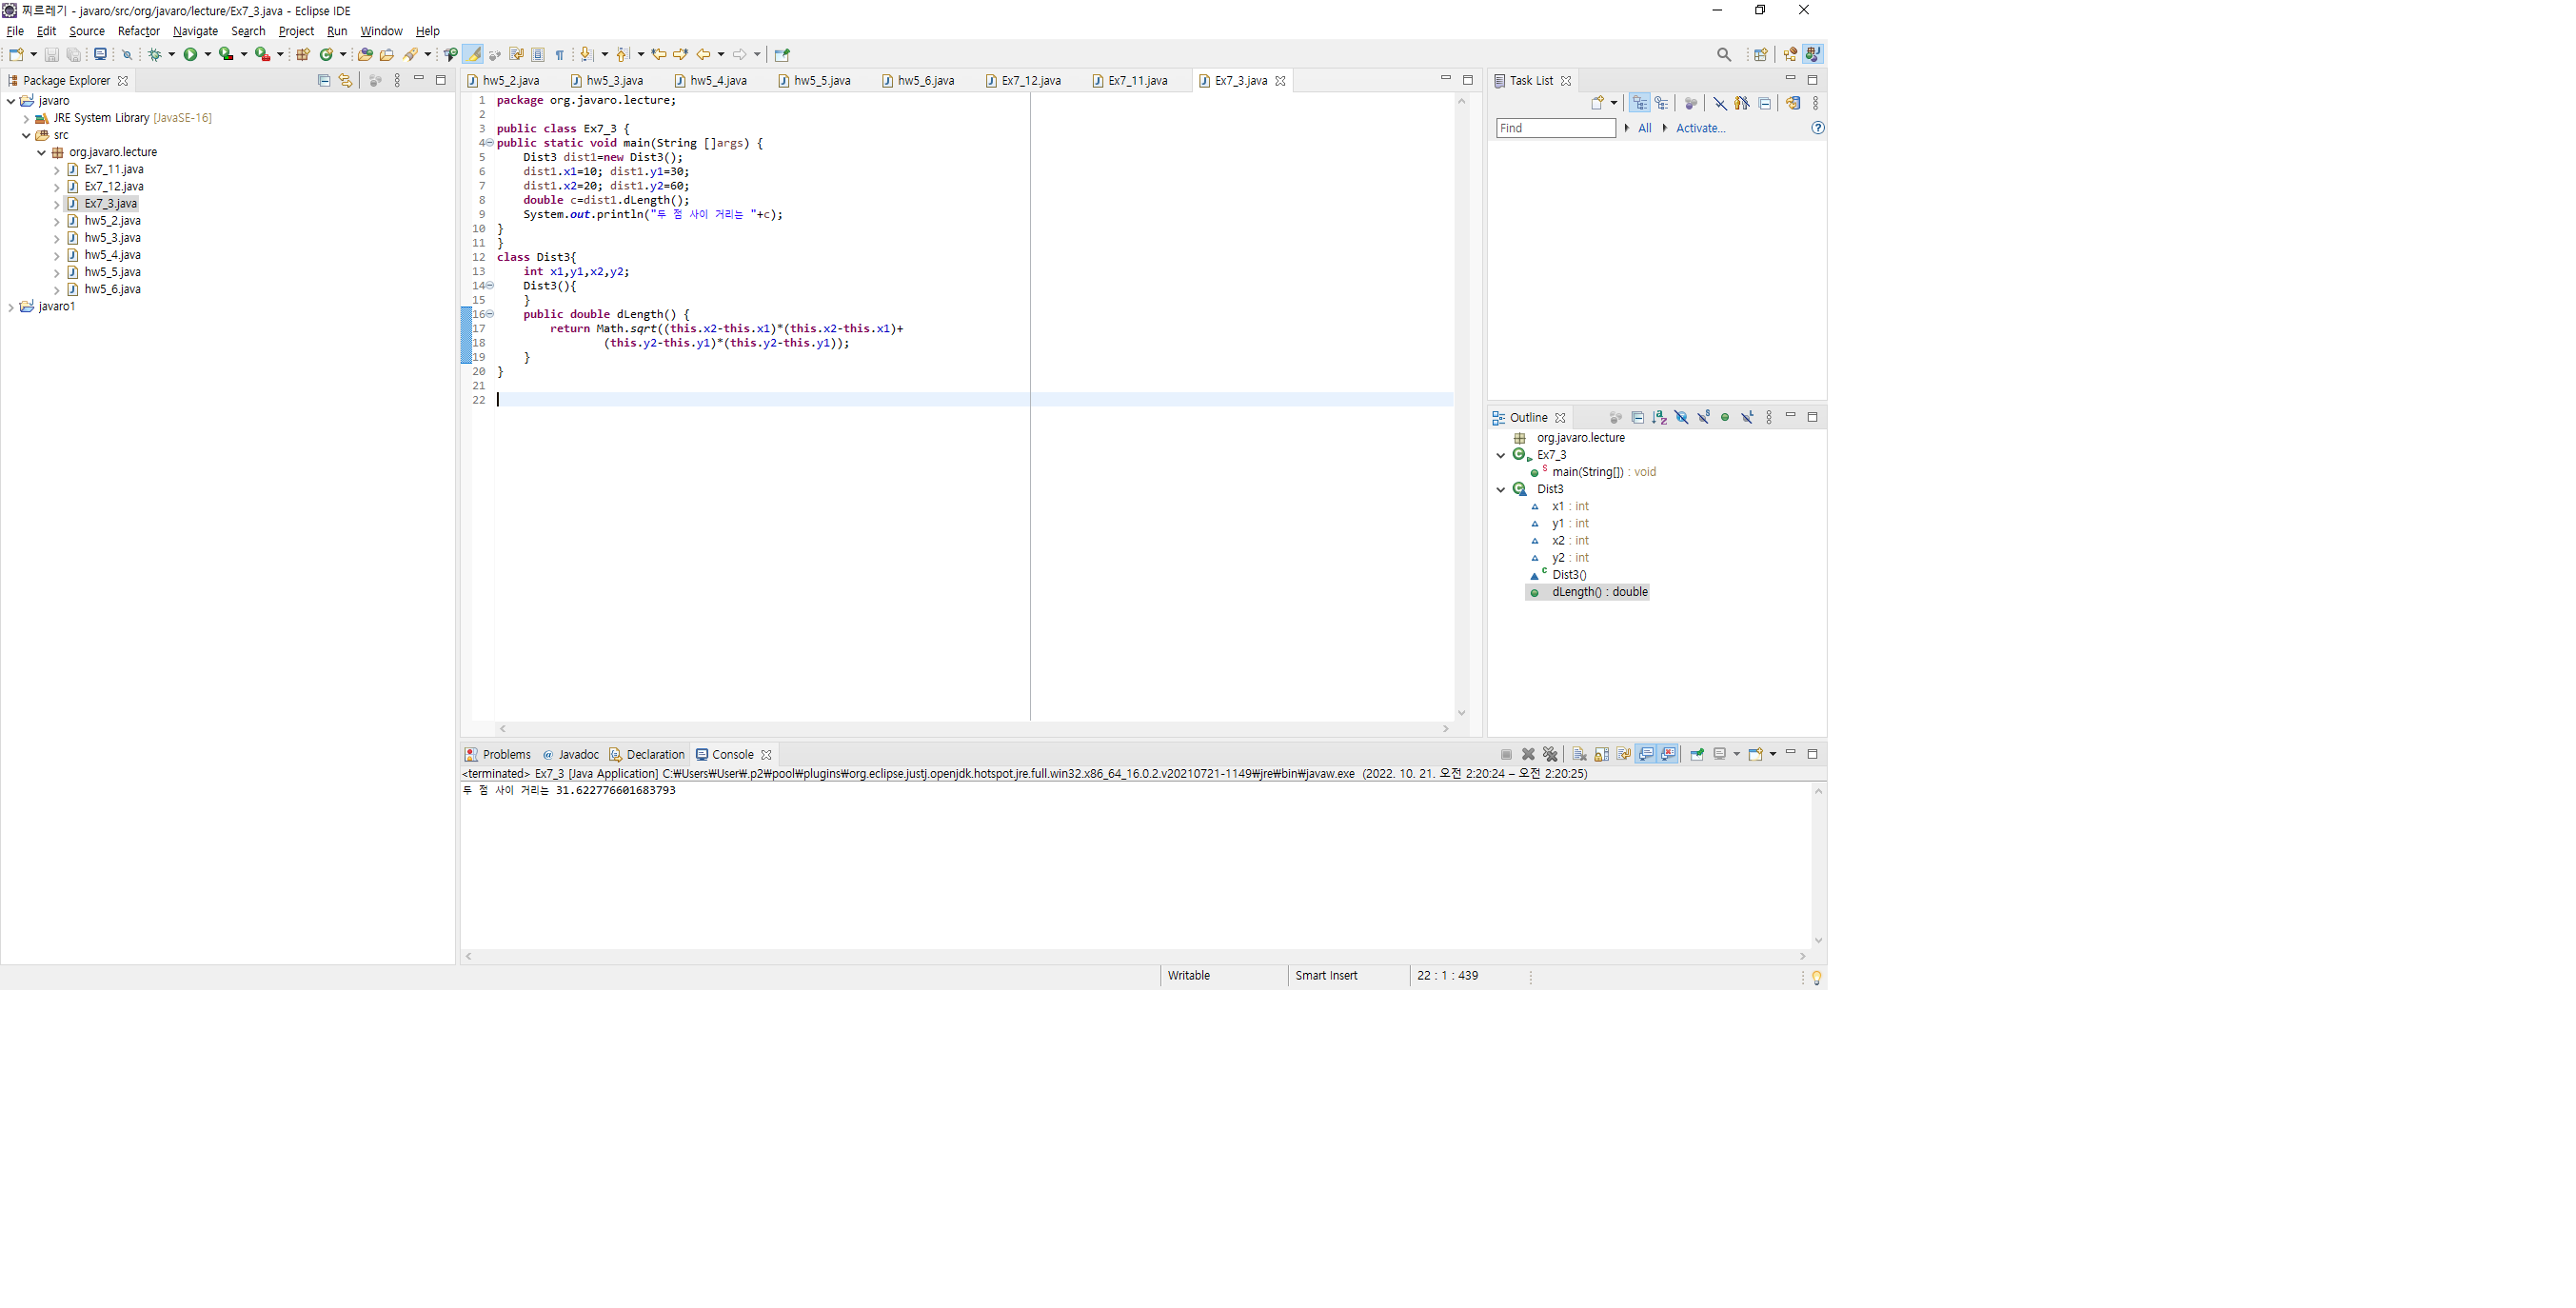 찌르레기 - javaro/src/org/javaro/lecture/Ex7_3.java - Eclipse IDE
File Edit Source Refactor Navigate Search Project Run Window Help
Package Explorer
javaro
JRE System Library [JavaSE-16]
src
org.javaro.lecture
Ex7_11.java
Ex7_12.java
Ex7_3.java
hw5_2.java
hw5_3.java
hw5_4.java
hw5_5.java
hw5_6.java
javaro1
hw5_2.java hw5_3.java hw5_4.java hw5_5.java hw5_6.java Ex7_12.java Ex7_11.java Ex7_3.java
1 package org.javaro.lecture;
2
3 public class Ex7_3 {
4 public static void main(String []args) {
5 Dist3 dist1=new Dist3();
6 dist1.x1=10; dist1.y1=30;
7 dist1.x2=20; dist1.y2=60;
8 double c=dist1.dLength();
9 System.out.println("두 점 사이 거리는 "+c);
10 }
11 }
12 class Dist3{
13 int x1,y1,x2,y2;
14 Dist3(){
15 }
16 public double dLength() {
17 return Math.sqrt((this.x2-this.x1)*(this.x2-this.x1)+
18 (this.y2-this.y1)*(this.y2-this.y1));
19 }
20 }
21
22
Task List
Find All Activate...
Outline
org.javaro.lecture
Ex7_3
main(String[]) : void
Dist3
x1 : int
y1 : int
x2 : int
y2 : int
Dist3()
dLength() : double
Problems Javadoc Declaration Console
<terminated> Ex7_3 [Java Application] C:₩Users₩User₩.p2₩pool₩plugins₩org.eclipse.justj.openjdk.hotspot.jre.full.win32.x86_64_16.0.2.v20210721-1149₩jre₩bin₩javaw.exe (2022. 10. 21. 오전 2:20:24 – 오전 2:20:25)
두 점 사이 거리는 31.622776601683793
Writable Smart Insert 22 : 1 : 439